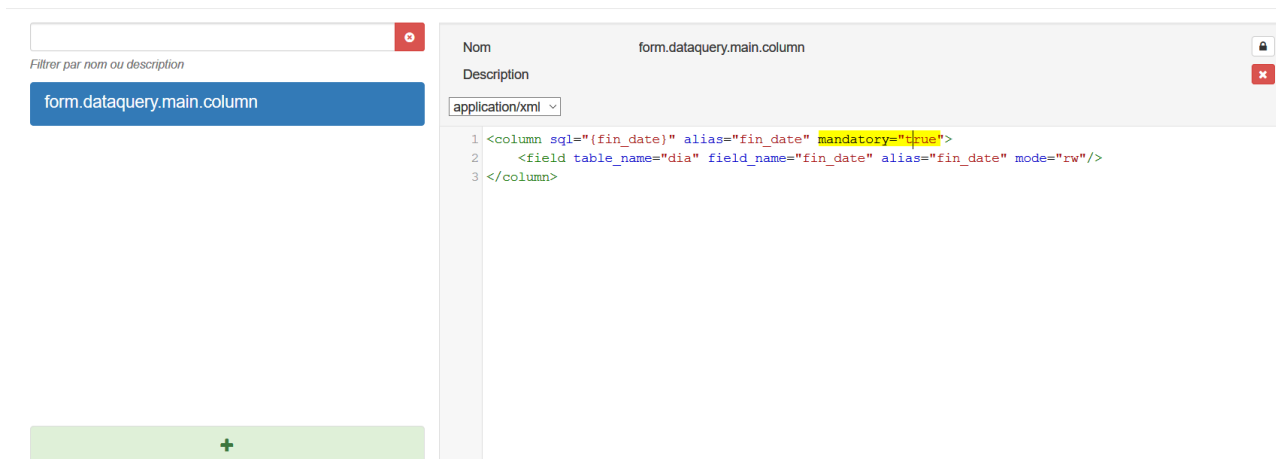 Filtrer par nom ou description
form.dataquery.main.column
Nom form.dataquery.main.column
Description
application/xml
1 <column sql="{fin_date}" alias="fin_date" mandatory="true">
2     <field table_name="dia" field_name="fin_date" alias="fin_date" mode="rw"/>
3 </column>